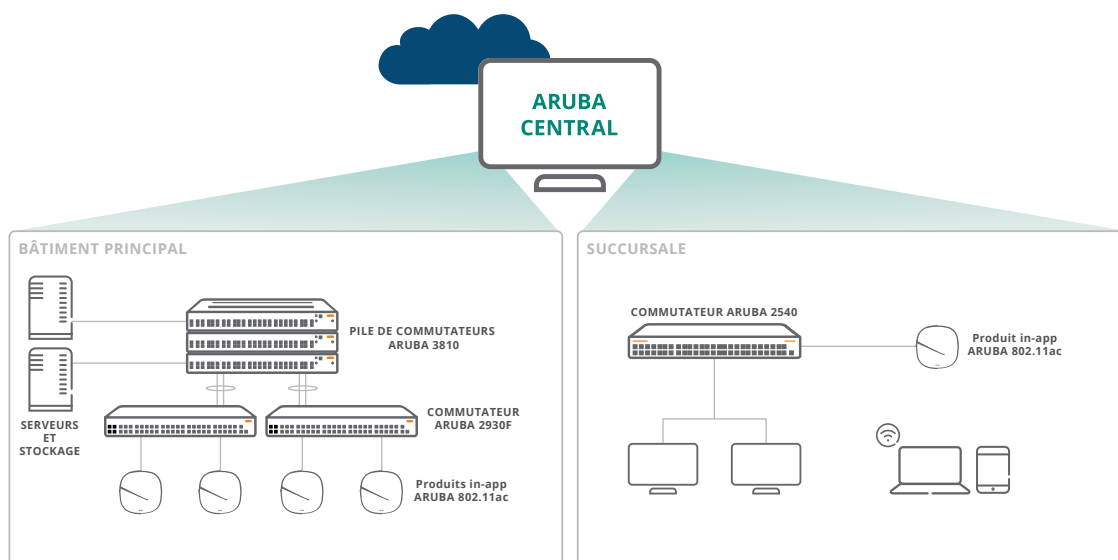 ARUBA
CENTRAL
BÂTIMENT PRINCIPAL
PILE DE COMMUTATEURS
ARUBA 3810
SERVEURS
ET
STOCKAGE
COMMUTATEUR
ARUBA 2930F
Produits in-app
ARUBA 802.11ac
SUCCURSALE
COMMUTATEUR ARUBA 2540
Produit in-app
ARUBA 802.11ac